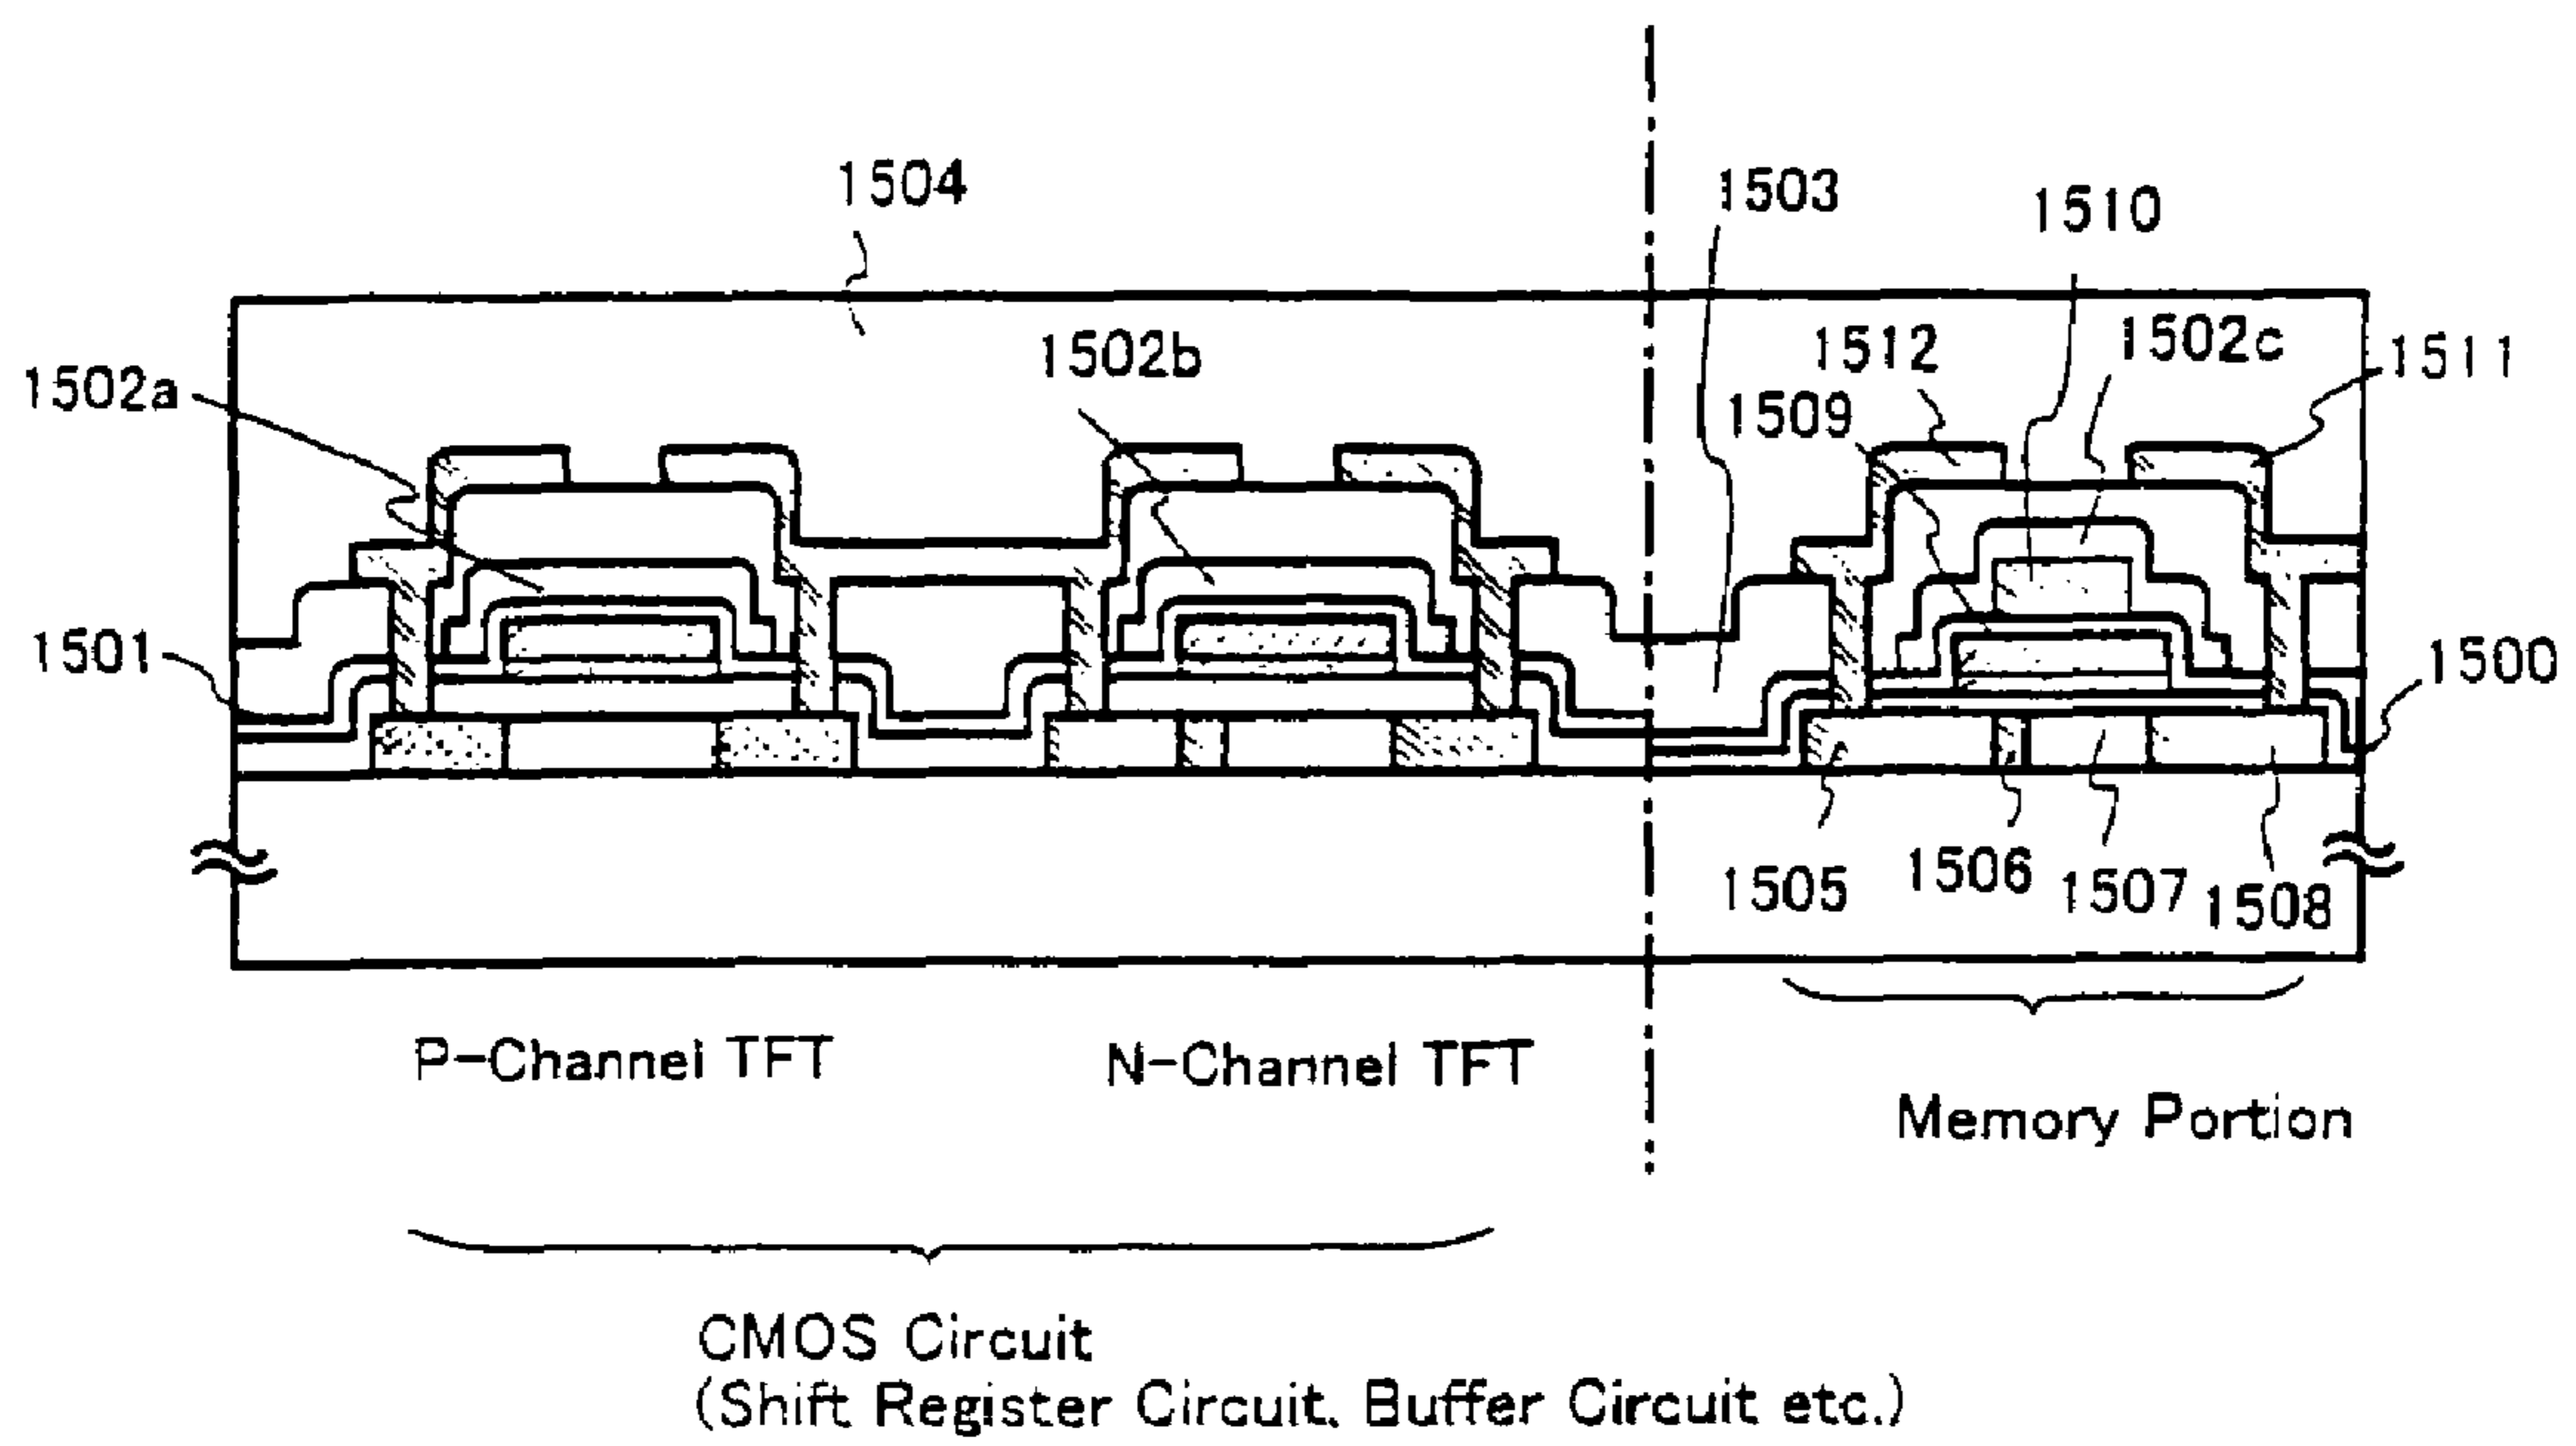 1504
1503
1510
1502b
1512
1502c
1511
1502a
1509
1501
1500
1505
1506
1507
1508
P-Channel TFT
N-Channel TFT
Memory Portion
CMOS Circuit
(Shift Register Circuit. Buffer Circuit etc.)